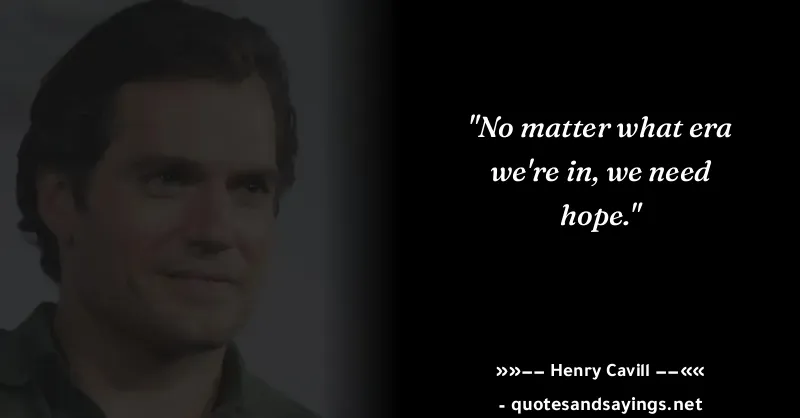 "No matter what era
we're in, we need
hope."
»»−− Henry Cavill −−««
- quotesandsayings.net